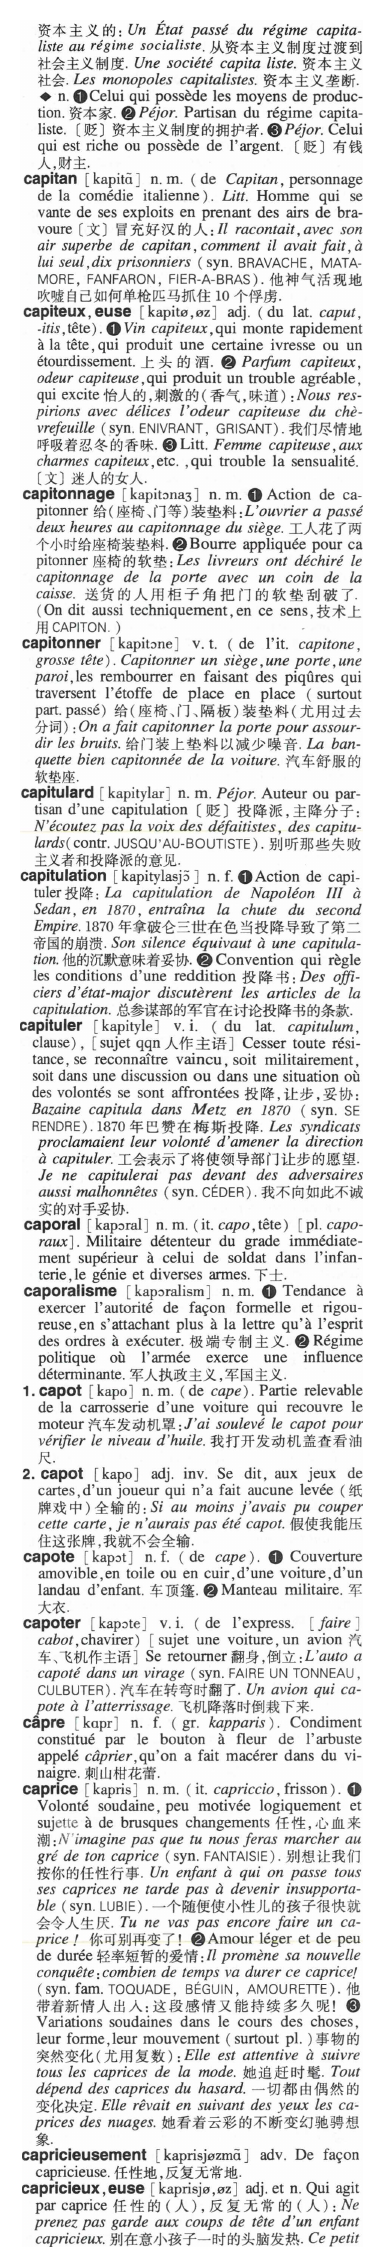 资本主义的: Un État passé du régime capita-
liste au régime socialiste. 从资本主义制度过渡到
社会主义制度. Une société capita liste. 资本主义
社会. Les monopoles capitalistes. 资本主义垄断.
◆ n. ❶Celui qui possède les moyens de produc-
tion. 资本家. ❷ Péjor. Partisan du régime capita-
liste. 〔贬〕资本主义制度的拥护者. ❸Péjor. Celui
qui est riche ou possède de l'argent. 〔贬〕有钱
人,财主.
capitan [kapitɑ̃] n. m. ( de Capitan, personnage
de la comédie italienne). Litt. Homme qui se
vante de ses exploits en prenant des airs de bra-
voure〔文〕冒充好汉的人: Il racontait, avec son
air superbe de capitan, comment il avait fait, à
lui seul, dix prisonniers (syn. BRAVACHE, MATA-
MORE, FANFARON, FIER-A-BRAS). 他神气活现地
吹嘘自己如何单枪匹马抓住 10 个俘虏.
capiteux, euse [kapitø, øz] adj. (du lat. caput,
-itis, tête). ❶Vin capiteux, qui monte rapidement
à la tête, qui produit une certaine ivresse ou un
étourdissement. 上头的酒. ❷ Parfum capiteux,
odeur capiteuse, qui produit un trouble agréable,
qui excite 怡人的,刺激的(香气,味道): Nous res-
pirions avec délices l'odeur capiteuse du chè-
vrefeuille (syn. ENIVRANT, GRISANT). 我们尽情地
呼吸着忍冬的香味. ❸ Litt. Femme capiteuse, aux
charmes capiteux, etc. , qui trouble la sensualité.
〔文〕迷人的女人.
capitonnage [kapitɔnaʒ] n. m. ❶ Action de ca-
pitonner 给(座椅、门等)装垫料: L'ouvrier a passé
deux heures au capitonnage du siège. 工人花了两
个小时给座椅装垫料. ❷Bourre appliquée pour ca
pitonner 座椅的软垫: Les livreurs ont déchiré le
capitonnage de la porte avec un coin de la
caisse. 送货的人用柜子角把门的软垫刮破了.
(On dit aussi techniquement, en ce sens, 技术上
用 CAPITON. )
capitonner [kapitɔne] v. t. ( de l'it. capitone,
grosse tête). Capitonner un siège, une porte, une
paroi, les rembourrer en faisant des piqûres qui
traversent l'étoffe de place en place ( surtout
part. passé) 给(座椅、门、隔板)装垫料(尤用过去
分词): On a fait capitonner la porte pour assour-
dir les bruits. 给门装上垫料以减少噪音. La ban-
quette bien capitonnée de la voiture. 汽车舒服的
软垫座.
capitulard [kapitylar] n. m. Péjor. Auteur ou par-
tisan d'une capitulation〔贬〕投降派,主降分子:
N'écoutez pas la voix des défaitistes, des capitu-
lards(contr. JUSQU'AU-BOUTISTE). 别听那些失败
主义者和投降派的意见.
capitulation [kapitylasjɔ̃] n. f. ❶Action de capi-
tuler 投降: La capitulation de Napoléon III à
Sedan, en 1870, entraîna la chute du second
Empire. 1870 年拿破仑三世在色当投降导致了第二
帝国的崩溃. Son silence équivaut à une capitula-
tion. 他的沉默意味着妥协. ❷ Convention qui règle
les conditions d'une reddition 投降书: Des offi-
ciers d'état-major discutèrent les articles de la
capitulation. 总参谋部的军官在讨论投降书的条款.
capituler [kapityle] v. i. ( du lat. capitulum,
clause), [sujet qqn 人作主语] Cesser toute rési-
tance, se reconnaître vaincu, soit militairement,
soit dans une discussion ou dans une situation où
des volontés se sont affrontées 投降,让步,妥协:
Bazaine capitula dans Metz en 1870 ( syn. SE
RENDRE). 1870 年巴赞在梅斯投降. Les syndicats
proclamaient leur volonté d'amener la direction
à capituler. 工会表示了将使领导部门让步的愿望.
Je ne capitulerai pas devant des adversaires
aussi malhonnêtes (syn. CÉDER). 我不向如此不诚
实的对手妥协.
caporal [kapɔral] n. m. (it. capo, tête) [pl. capo-
raux]. Militaire détenteur du grade immédiate-
ment supérieur à celui de soldat dans l'infan-
terie, le génie et diverses armes. 下士.
caporalisme [kapɔralism] n. m. ❶ Tendance à
exercer l'autorité de façon formelle et rigou-
reuse, en s'attachant plus à la lettre qu'à l'esprit
des ordres à exécuter. 极端专制主义. ❷ Régime
politique où l'armée exerce une influence
déterminante. 军人执政主义,军国主义.
1. capot [kapo] n. m. (de cape). Partie relevable
de la carrosserie d'une voiture qui recouvre le
moteur 汽车发动机罩: J'ai soulevé le capot pour
vérifier le niveau d'huile. 我打开发动机盖查看油
尺.
2. capot [kapo] adj. inv. Se dit, aux jeux de
cartes, d'un joueur qui n'a fait aucune levée (纸
牌戏中)全输的: Si au moins j'avais pu couper
cette carte, je n'aurais pas été capot. 假使我能压
住这张牌,我就不会全输.
capote [kapɔt] n. f. ( de cape). ❶ Couverture
amovible, en toile ou en cuir, d'une voiture, d'un
landau d'enfant. 车顶篷. ❷ Manteau militaire. 军
大衣.
capoter [kapɔte] v. i. ( de l'express. [faire]
cabot, chavirer) [sujet une voiture, un avion 汽
车、飞机作主语] Se retourner 翻身,倒立: L'auto a
capoté dans un virage (syn. FAIRE UN TONNEAU,
CULBUTER). 汽车在转弯时翻了. Un avion qui ca-
pote à l'atterrissage. 飞机降落时倒栽下来.
câpre [kɑpr] n. f. ( gr. kapparis). Condiment
constitué par le bouton à fleur de l'arbuste
appelé câprier, qu'on a fait macérer dans du vi-
naigre. 刺山柑花蕾.
caprice [kapris] n. m. (it. capriccio, frisson). ❶
Volonté soudaine, peu motivée logiquement et
sujette à de brusques changements 任性,心血来
潮: N'imagine pas que tu nous feras marcher au
gré de ton caprice (syn. FANTAISIE). 别想让我们
按你的任性行事. Un enfant à qui on passe tous
ses caprices ne tarde pas à devenir insupporta-
ble (syn. LUBIE). 一个随便使小性儿的孩子很快就
会令人生厌. Tu ne vas pas encore faire un ca-
price ! 你可别再变了! ❷Amour léger et de peu
de durée 轻率短暂的爱情: Il promène sa nouvelle
conquête: combien de temps va durer ce caprice!
(syn. fam. TOQUADE, BÉGUIN, AMOURETTE). 他
带着新情人出入:这段感情又能持续多久呢! ❸
Variations soudaines dans le cours des choses,
leur forme, leur mouvement (surtout pl. )事物的
突然变化(尤用复数): Elle est attentive à suivre
tous les caprices de la mode. 她追赶时髦. Tout
dépend des caprices du hasard. 一切都由偶然的
变化决定. Elle rêvait en suivant des yeux les ca-
prices des nuages. 她看着云彩的不断变幻驰骋想
象.
capricieusement [kaprisjøzmɑ̃] adv. De façon
capricieuse. 任性地,反复无常地.
capricieux, euse [kaprisjø, øz] adj. et n. Qui agit
par caprice 任性的(人),反复无常的(人): Ne
prenez pas garde aux coups de tête d'un enfant
capricieux. 别在意小孩子一时的头脑发热. Ce petit